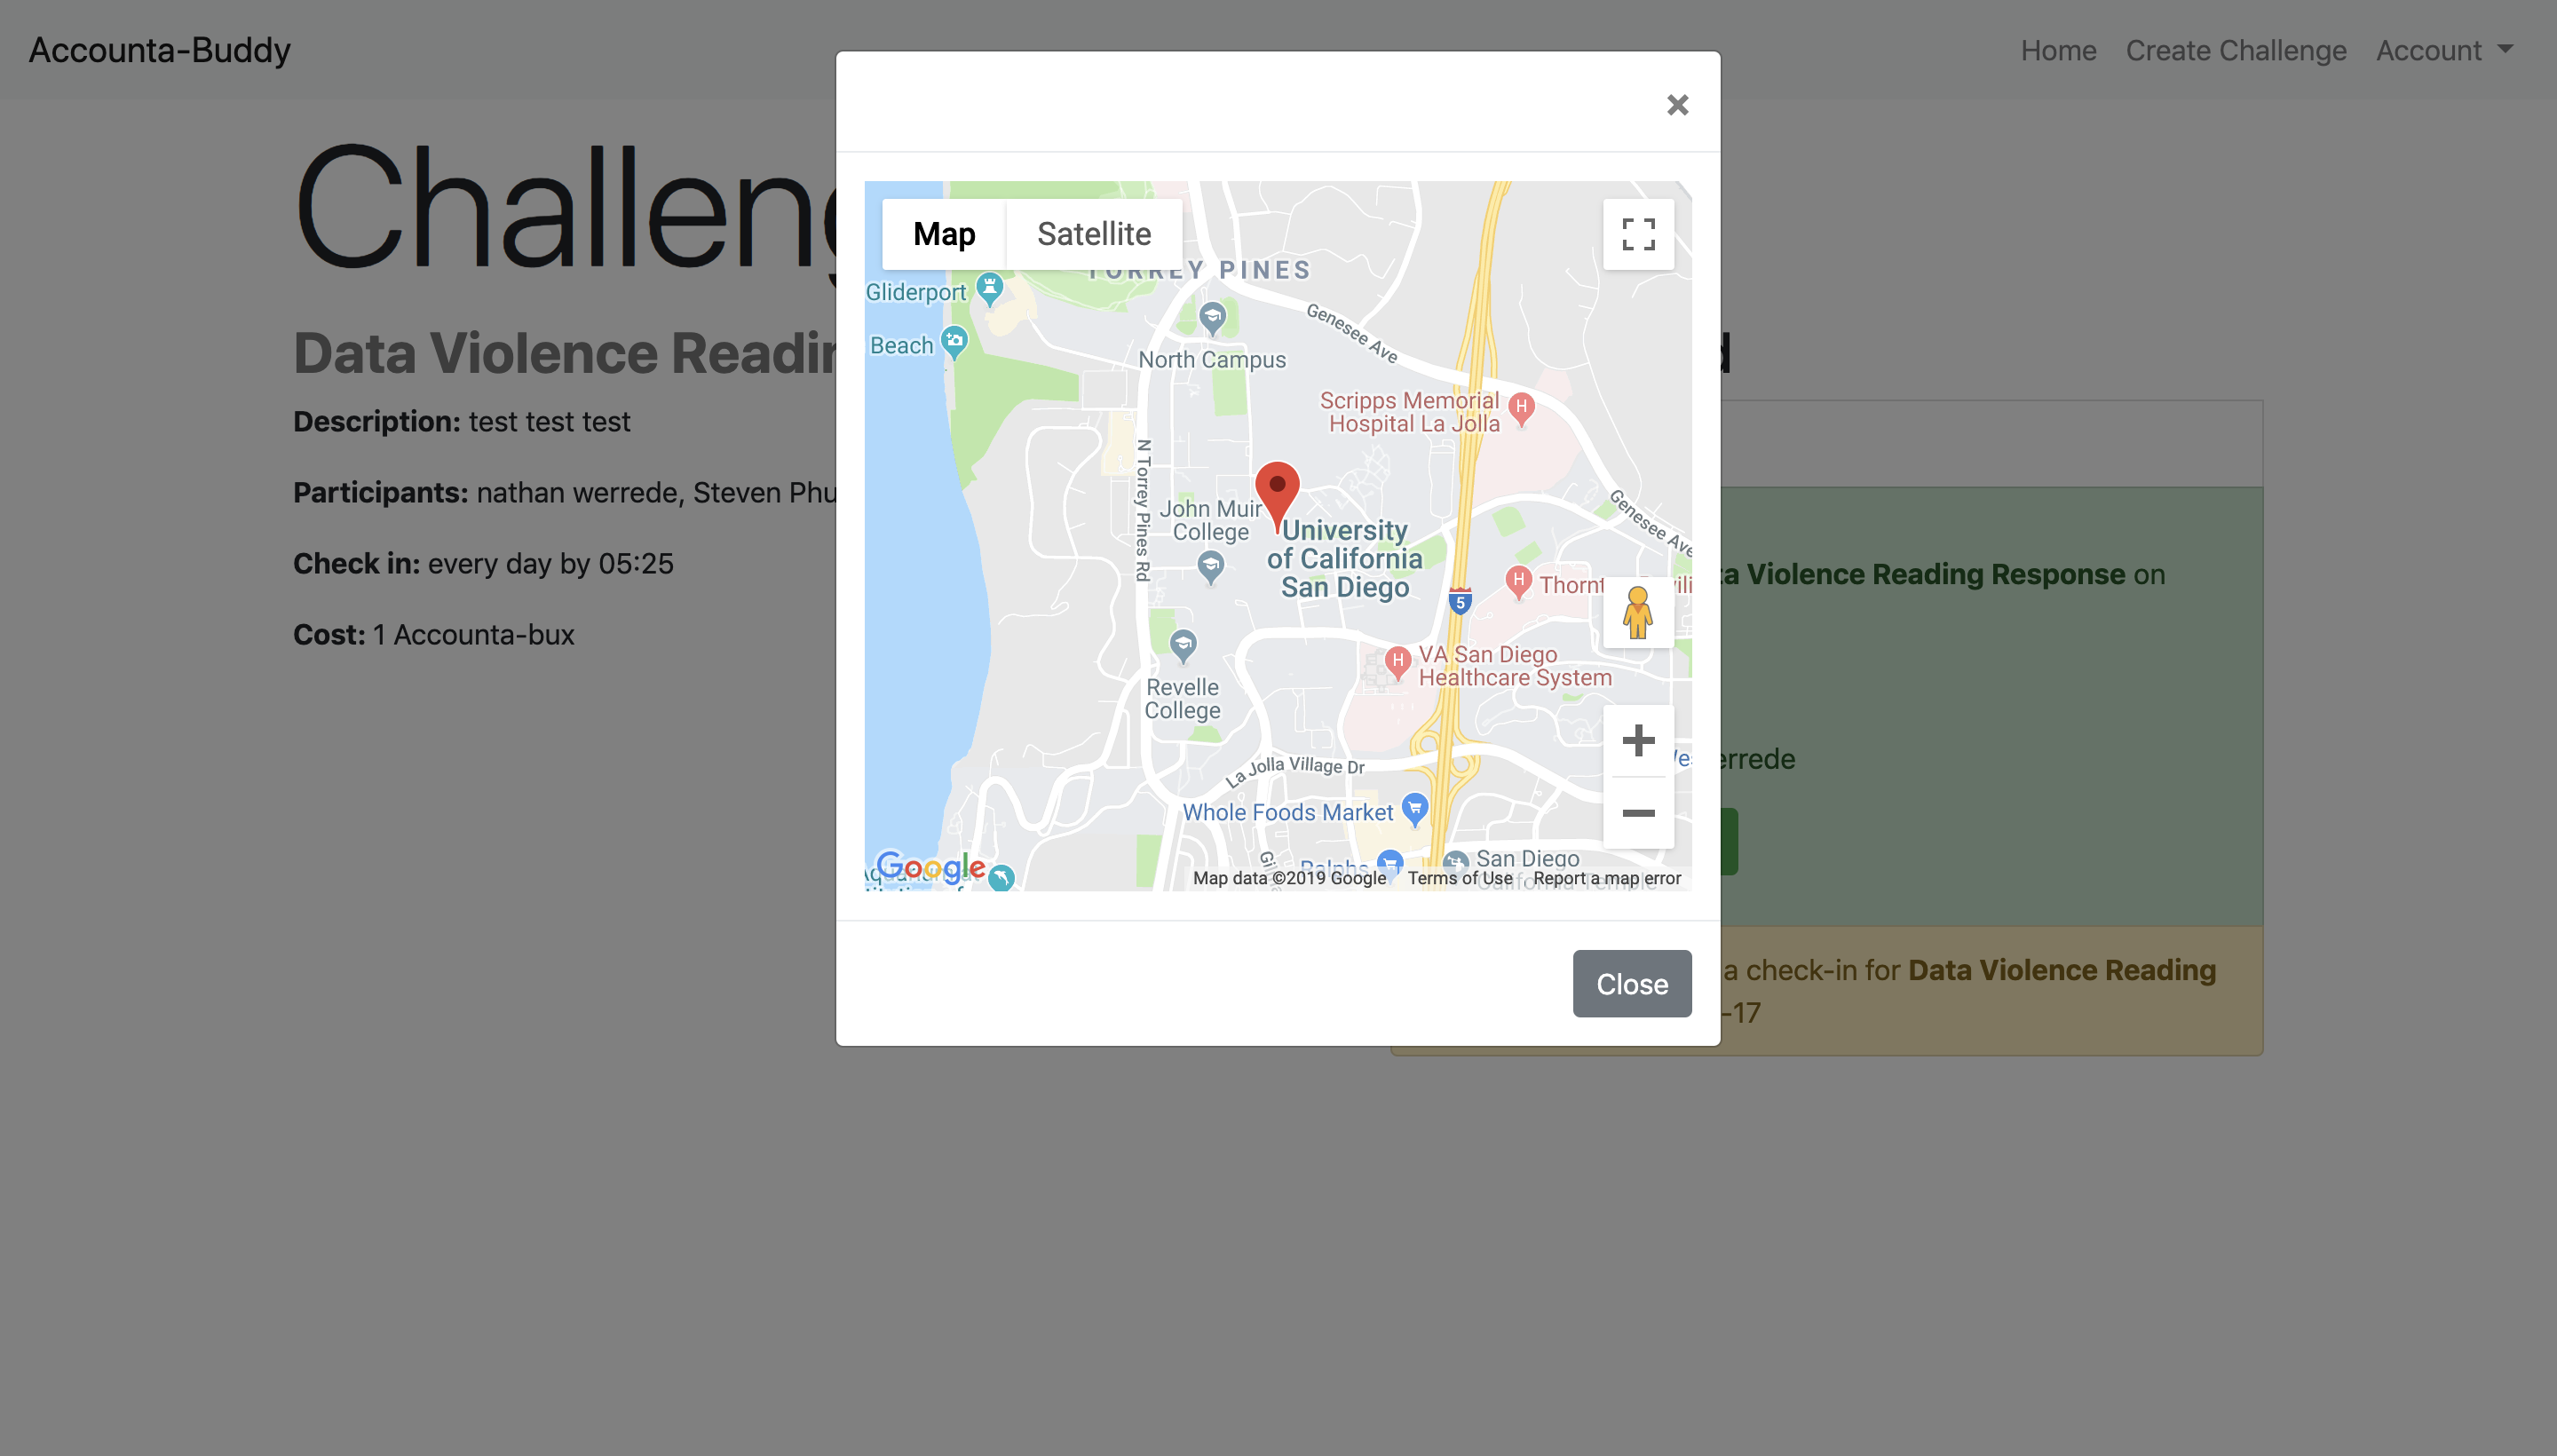 Accounta-Buddy
Home Create Challenge Account
×
Data Violence
Description: test test test
Participants: nathan werrede, Steven
Check in: every day by 05:25
Cost: 1 Accounta-bux
Map Satellite
TORREY PINES
Gliderport
Beach
North Campus
Genesee Ave
Scripps Memorial
Hospital La Jolla
H
N Torrey Pines Rd
John Muir
College
University
of California
San Diego
Genesee Ave
H
5
Revelle
College
H
VA San Diego
Healthcare System
La Jolla Village Dr
Whole Foods Market
Ralphs
San Diego
California Temple
Google
Map data ©2019 Google Terms of Use Report a map error
Close
Violence Reading Response on
a check-in for Data Violence Reading
-17